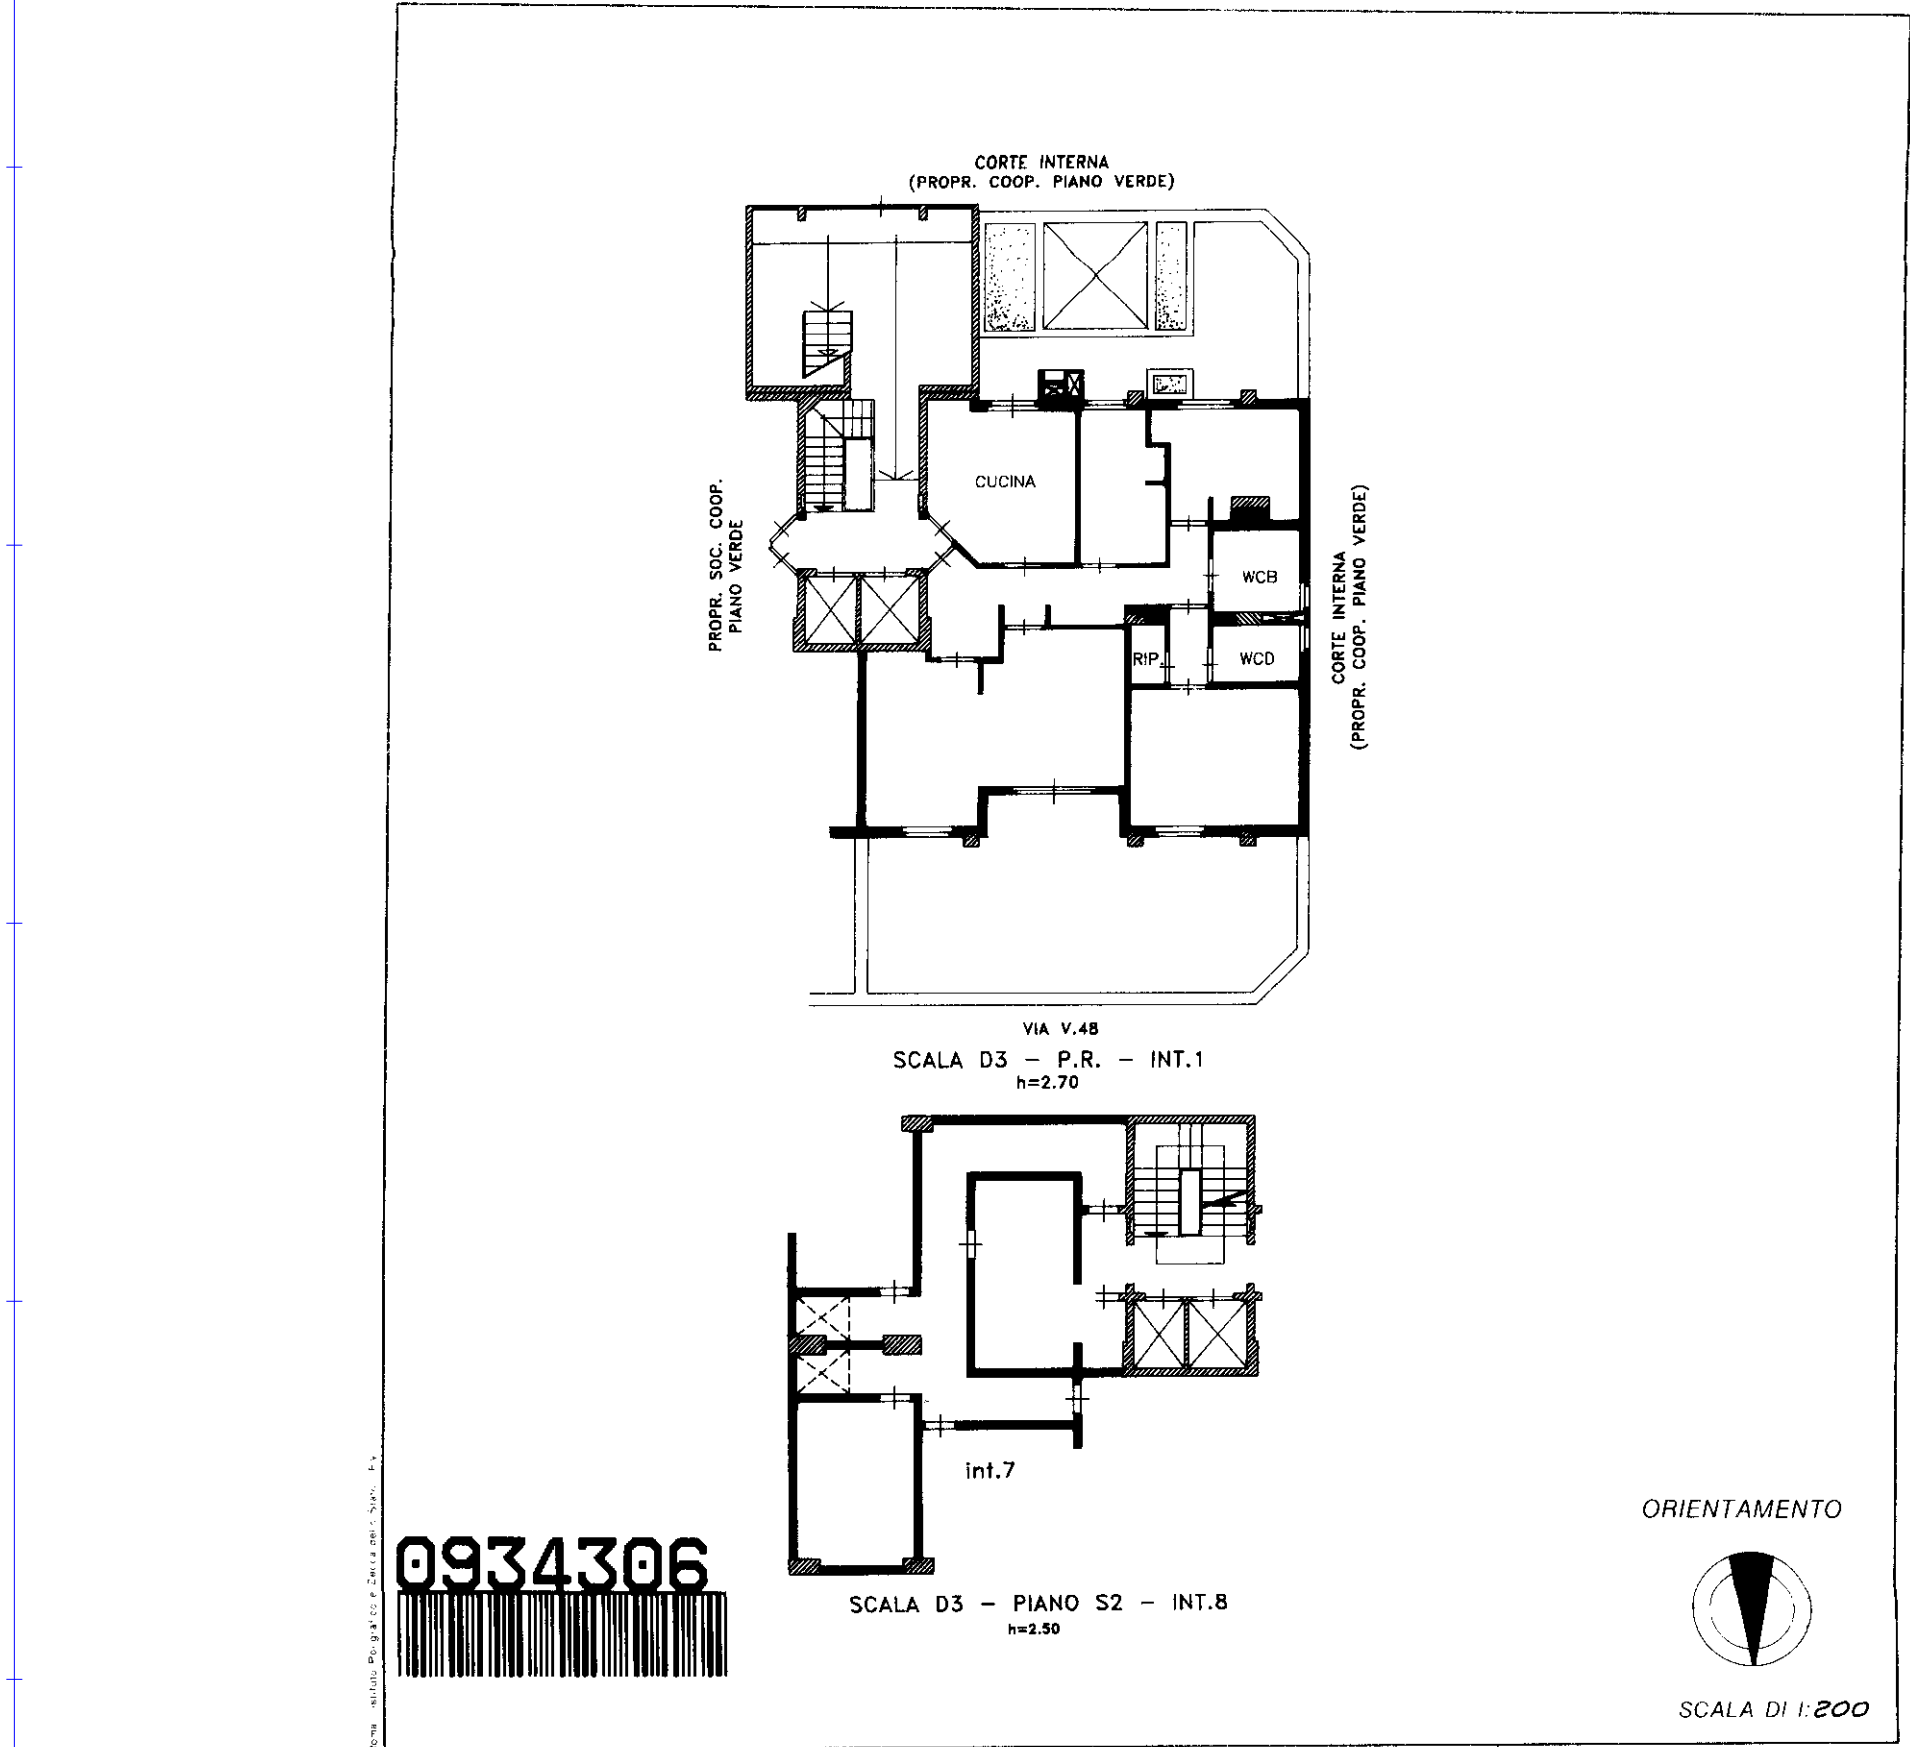 CORTE INTERNA
(PROPR. COOP. PIANO VERDE)
PROPR. SOC. COOP.
PIANO VERDE
CUCINA
WCB
RIP.
WCD
CORTE INTERNA
(PROPR. COOP. PIANO VERDE)
VIA V.48
SCALA D3 - P.R. - INT.1
h=2.70
int.7
SCALA D3 - PIANO S2 - INT.8
h=2.50
0934306
ORIENTAMENTO
SCALA DI 1:200